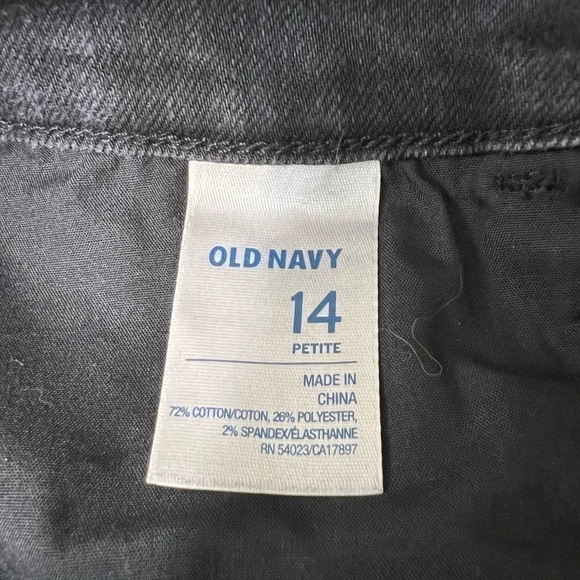 OLD NAVY
14
PETITE
MADE IN
CHINA
72% COTTON/COTON, 26% POLYESTER,
2% SPANDEX/ÉLASTHANNE
RN 54023/CA17897